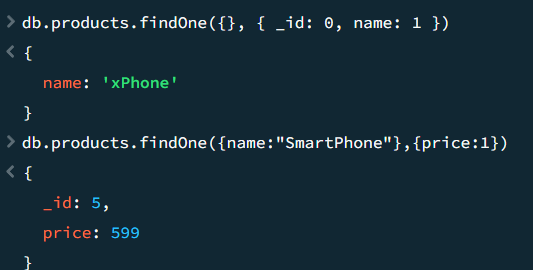 > db.products.findOne({}, { _id: 0, name: 1 })
< {
name: 'xPhone'
}
> db.products.findOne({name:"SmartPhone"},{price:1})
< {
_id: 5,
price: 599
}